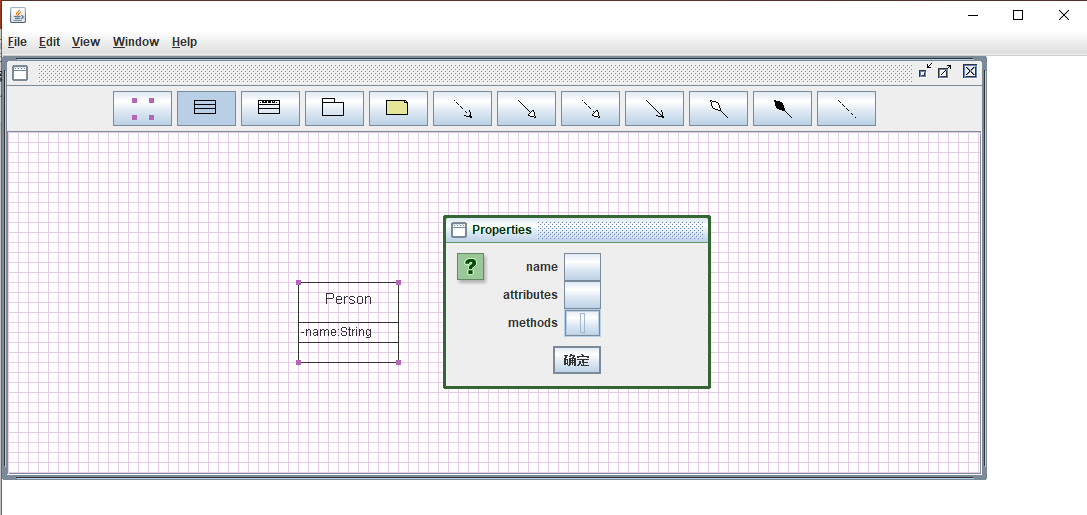 File Edit View Window Help
Properties
?
name
attributes
methods
确定
Person
-name:String